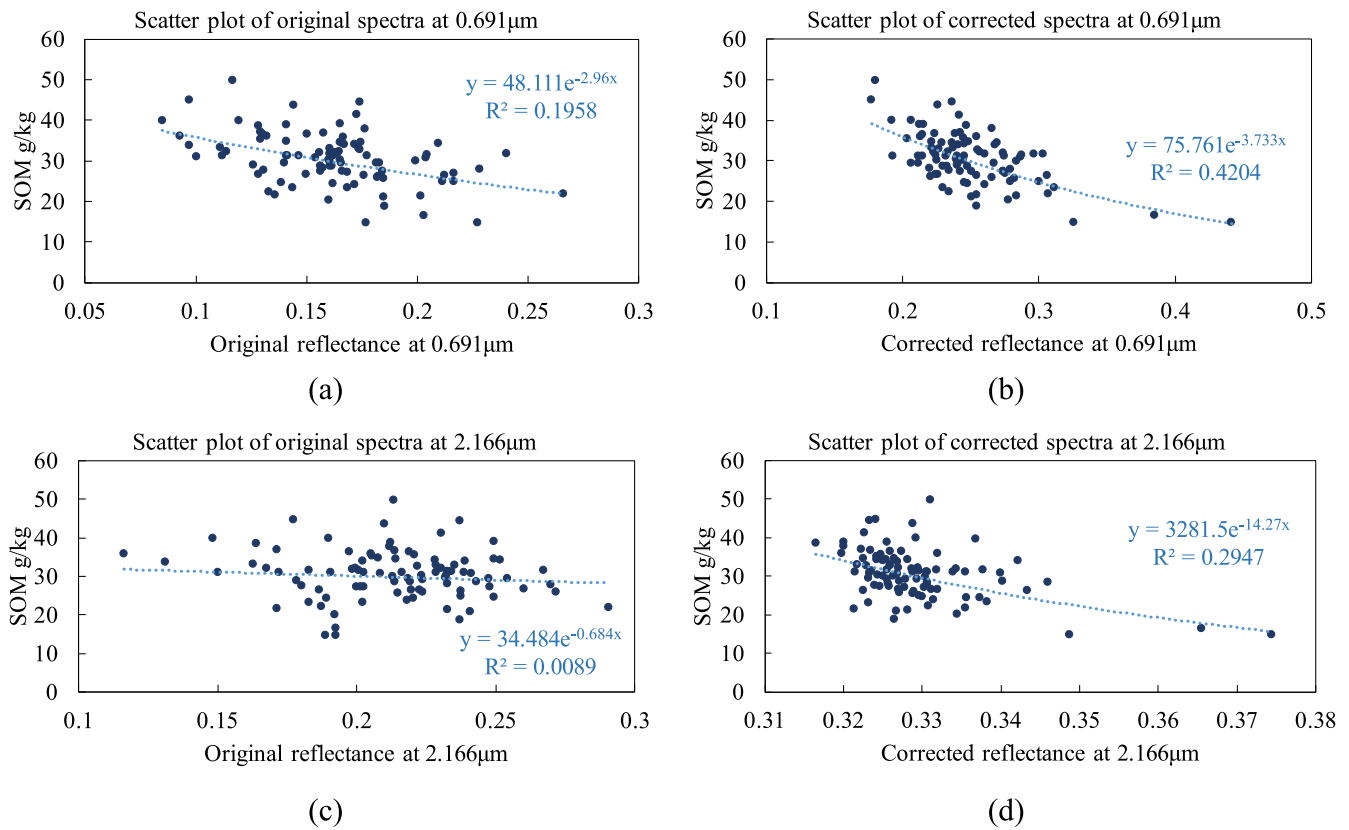 Scatter plot of original spectra at 0.691μm
60
50
40
30
20
10
0
SOM g/kg
y = 48.111e-2.96x
R² = 0.1958
0.05 0.1 0.15 0.2 0.25 0.3
Original reflectance at 0.691μm
(a)
Scatter plot of corrected spectra at 0.691μm
60
50
40
30
20
10
0
SOM g/kg
y = 75.761e-3.733x
R² = 0.4204
0.1 0.2 0.3 0.4 0.5
Corrected reflectance at 0.691μm
(b)
Scatter plot of original spectra at 2.166μm
60
50
40
30
20
10
0
SOM g/kg
y = 34.484e-0.684x
R² = 0.0089
0.1 0.15 0.2 0.25 0.3
Original reflectance at 2.166μm
(c)
Scatter plot of corrected spectra at 2.166μm
60
50
40
30
20
10
0
SOM g/kg
y = 3281.5e-14.27x
R² = 0.2947
0.31 0.32 0.33 0.34 0.35 0.36 0.37 0.38
Corrected reflectance at 2.166μm
(d)